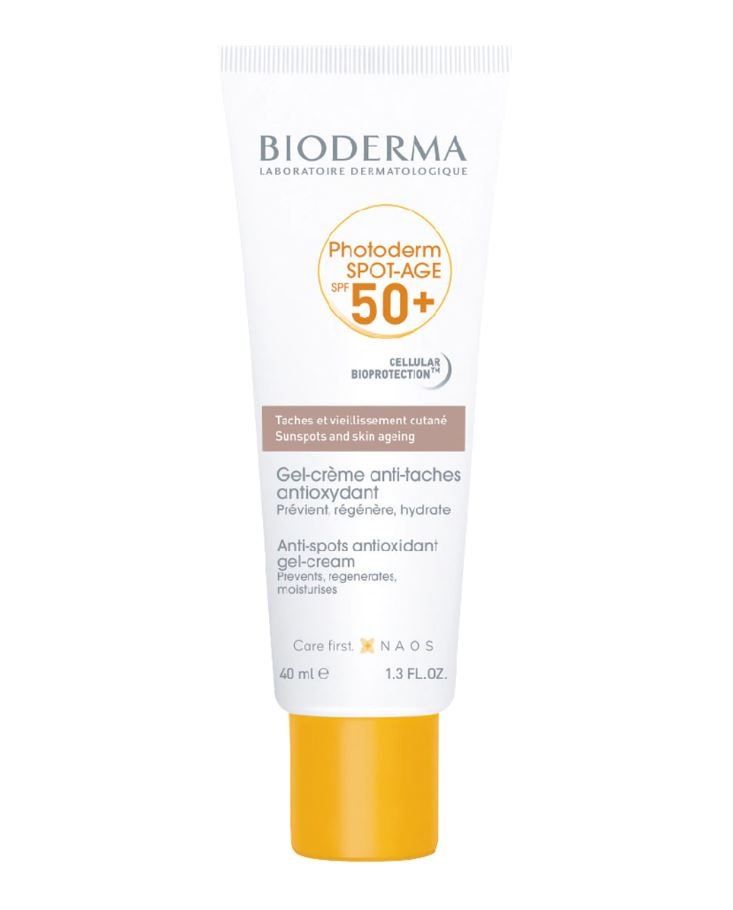 BIODERMA
LABORATOIRE DERMATOLOGIQUE
Photoderm
SPOT-AGE
SPF 50+
CELLULAR
BIOPROTECTION™
Taches et vieillissement cutané
Sunspots and skin ageing
Gel-crème anti-taches
antioxydant
Prévient, régénère, hydrate
Anti-spots antioxidant
gel-cream
Prevents, regenerates,
moisturises
Care first. NAOS
40 ml ℮ 1.3 FL.OZ.